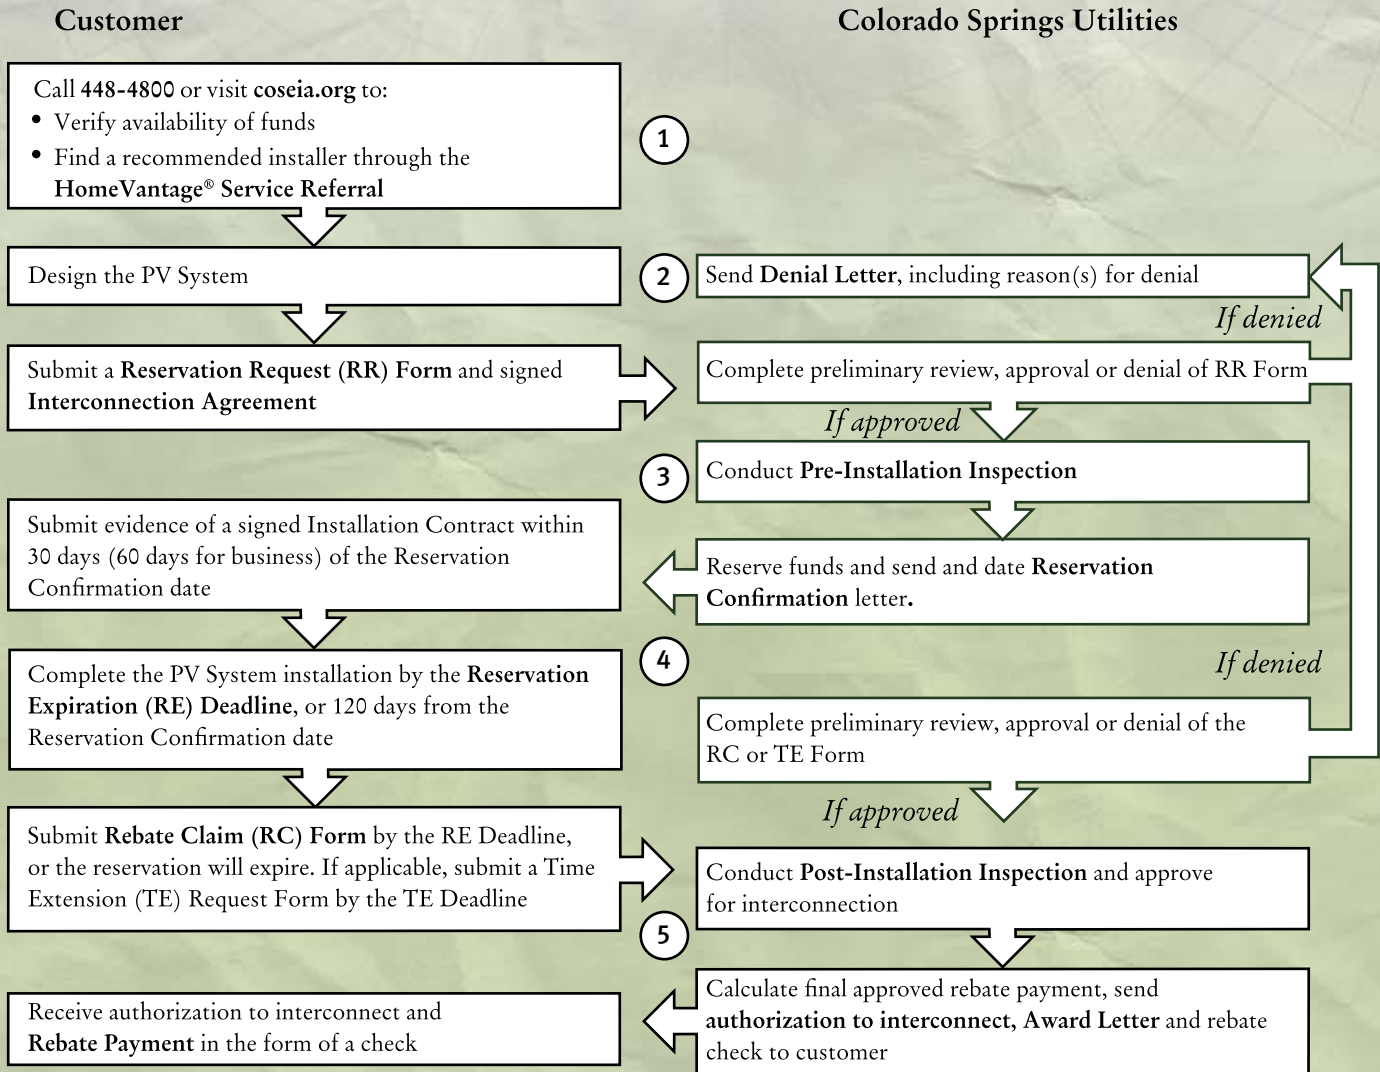 Customer
Colorado Springs Utilities
Call 448-4800 or visit coseia.org to:
• Verify availability of funds
• Find a recommended installer through the
HomeVantage® Service Referral
1
Design the PV System
2
Send Denial Letter, including reason(s) for denial
If denied
Submit a Reservation Request (RR) Form and signed
Interconnection Agreement
Complete preliminary review, approval or denial of RR Form
If approved
3
Conduct Pre-Installation Inspection
Submit evidence of a signed Installation Contract within
30 days (60 days for business) of the Reservation
Confirmation date
Reserve funds and send and date Reservation
Confirmation letter.
4
If denied
Complete the PV System installation by the Reservation
Expiration (RE) Deadline, or 120 days from the
Reservation Confirmation date
Complete preliminary review, approval or denial of the
RC or TE Form
If approved
Submit Rebate Claim (RC) Form by the RE Deadline,
or the reservation will expire. If applicable, submit a Time
Extension (TE) Request Form by the TE Deadline
Conduct Post-Installation Inspection and approve
for interconnection
5
Calculate final approved rebate payment, send
authorization to interconnect, Award Letter and rebate
check to customer
Receive authorization to interconnect and
Rebate Payment in the form of a check